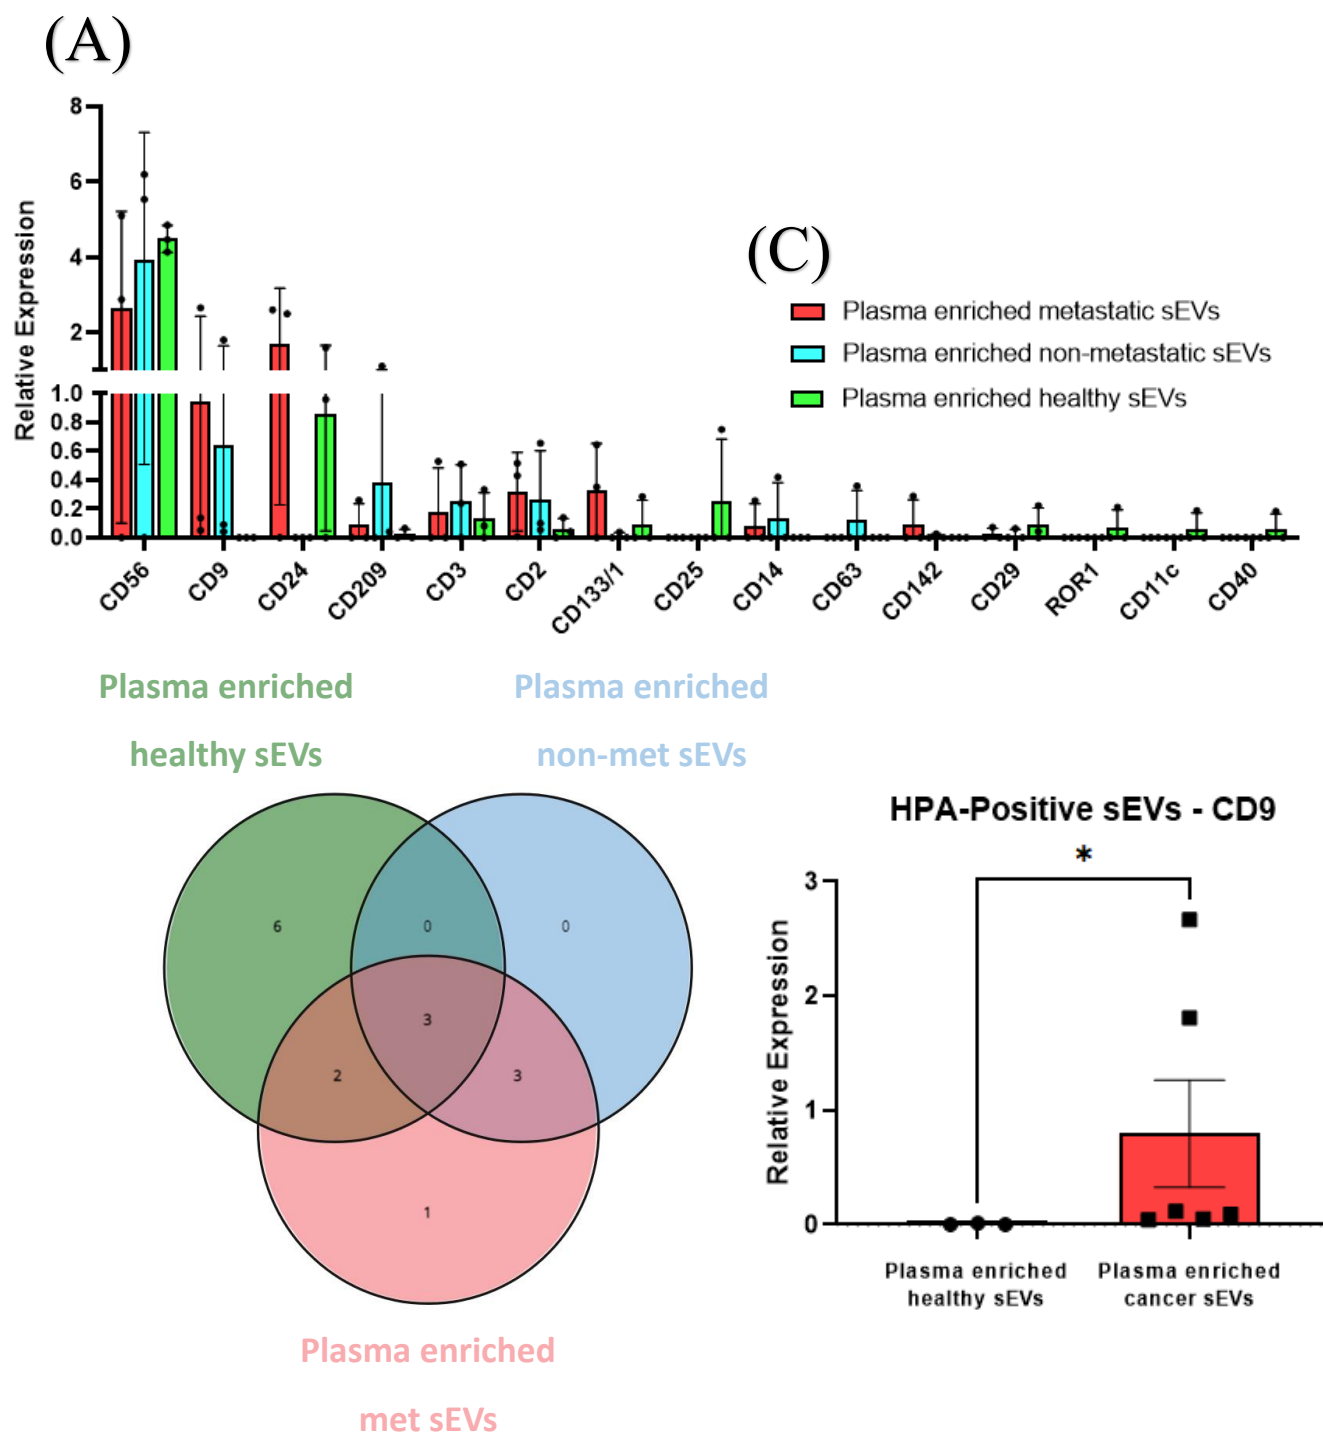 (A)
8
6
4
2
1.0
0.8
0.6
0.4
0.2
0.0
Relative Expression
CD56
CD9
CD24
CD209
CD3
CD2
CD133/1
CD25
CD14
CD63
CD142
CD29
ROR1
CD11c
CD40
(C)
Plasma enriched metastatic sEVs
Plasma enriched non-metastatic sEVs
Plasma enriched healthy sEVs
Plasma enriched
healthy sEVs
Plasma enriched
non-met sEVs
6
0
0
3
2
3
1
Plasma enriched
met sEVs
HPA-Positive sEVs - CD9
*
3
2
1
0
Relative Expression
Plasma enriched
healthy sEVs
Plasma enriched
cancer sEVs